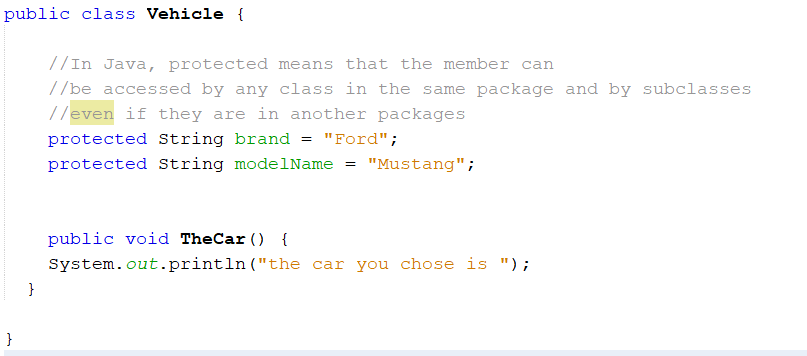 public class Vehicle {
//In Java, protected means that the member can
//be accessed by any class in the same package and by subclasses
//even if they are in another packages
protected String brand = "Ford";
protected String modelName = "Mustang";
public void TheCar() {
System.out.println("the car you chose is ");
}
}